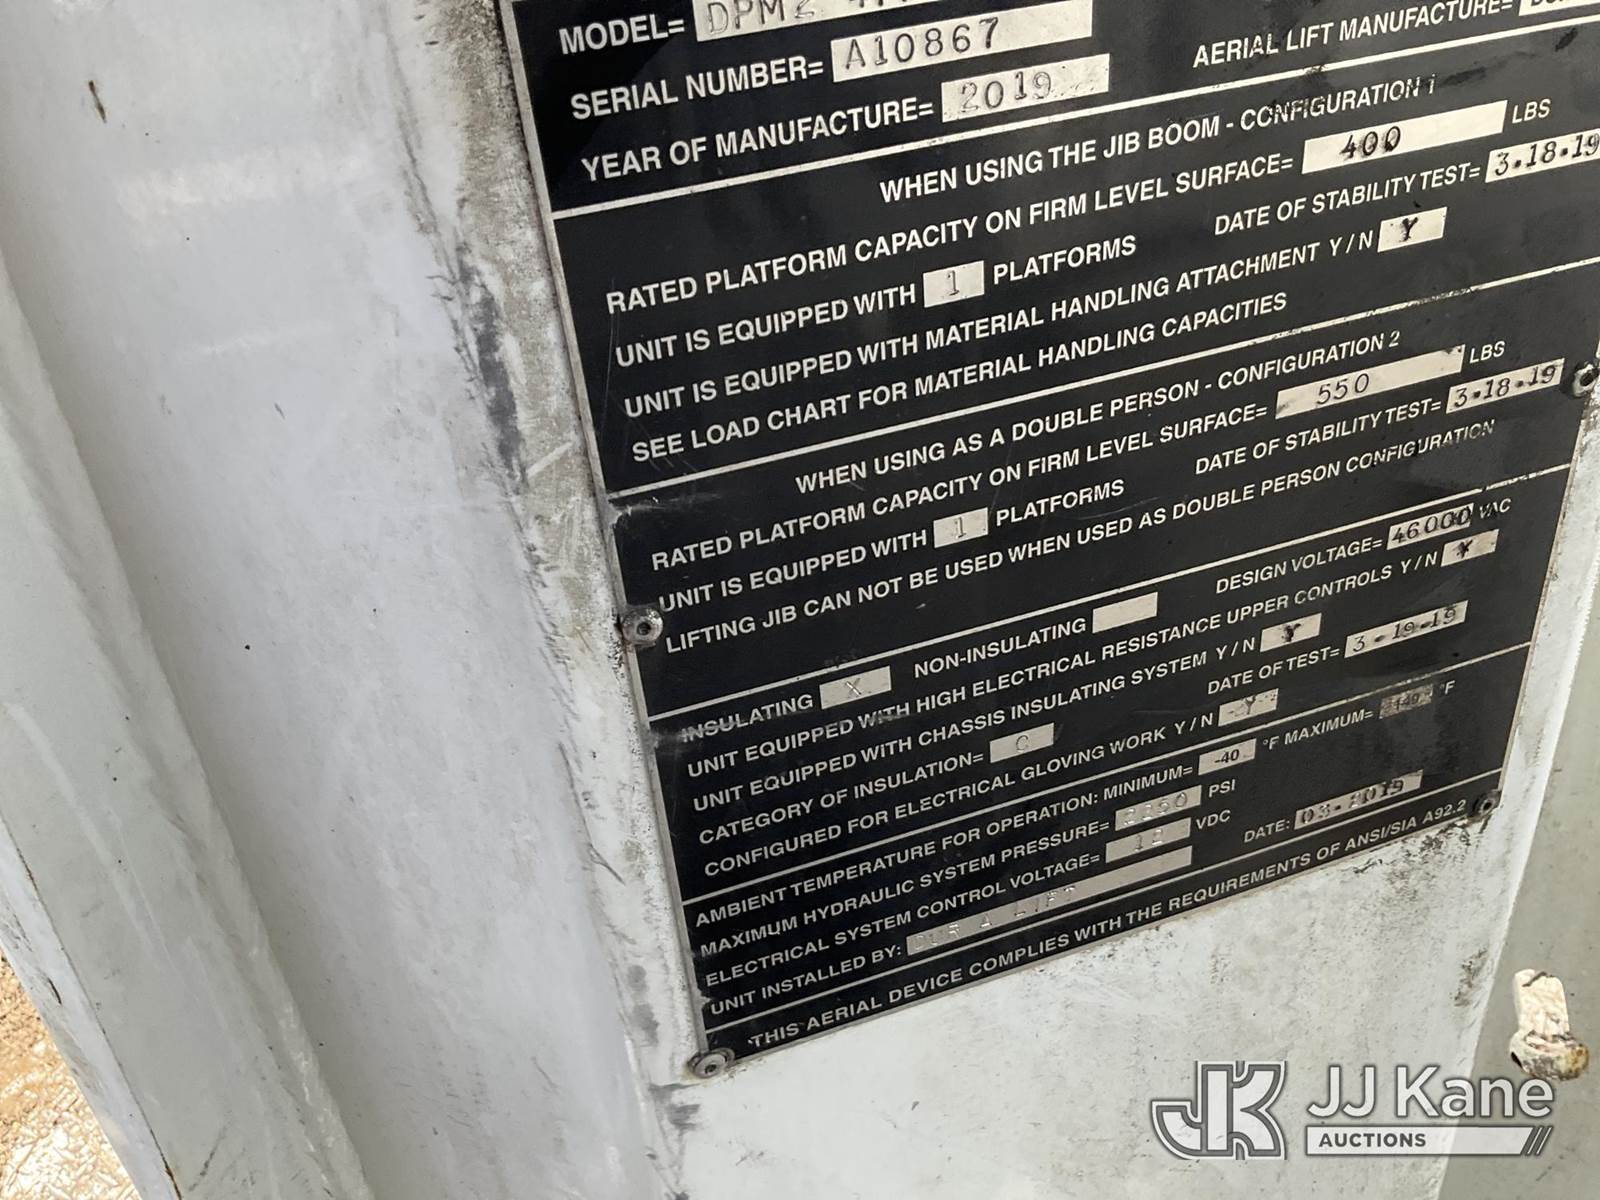 MODEL= DPM2
SERIAL NUMBER= A10867
YEAR OF MANUFACTURE= 2019 AERIAL LIFT MANUFACTURE=
WHEN USING THE JIB BOOM - CONFIGURATION 1
RATED PLATFORM CAPACITY ON FIRM LEVEL SURFACE= 400 LBS
UNIT IS EQUIPPED WITH 1 PLATFORMS DATE OF STABILITY TEST= 3-18-19
UNIT IS EQUIPPED WITH MATERIAL HANDLING ATTACHMENT Y / N Y
SEE LOAD CHART FOR MATERIAL HANDLING CAPACITIES
WHEN USING AS A DOUBLE PERSON - CONFIGURATION 2
RATED PLATFORM CAPACITY ON FIRM LEVEL SURFACE= 550 LBS
UNIT IS EQUIPPED WITH 1 PLATFORMS DATE OF STABILITY TEST= 3-18-19
LIFTING JIB CAN NOT BE USED WHEN USED AS DOUBLE PERSON CONFIGURATION
INSULATING X NON-INSULATING DESIGN VOLTAGE= 46000 VAC
UNIT EQUIPPED WITH HIGH ELECTRICAL RESISTANCE UPPER CONTROLS Y / N Y
UNIT EQUIPPED WITH CHASSIS INSULATING SYSTEM Y / N Y
CATEGORY OF INSULATION= C DATE OF TEST= 3-19-19
CONFIGURED FOR ELECTRICAL GLOVING WORK Y / N Y
AMBIENT TEMPERATURE FOR OPERATION: MINIMUM= -40 °F MAXIMUM= °F
MAXIMUM HYDRAULIC SYSTEM PRESSURE= PSI
ELECTRICAL SYSTEM CONTROL VOLTAGE= 12 VDC
UNIT INSTALLED BY: DUR A LIFT DATE: 03-2019
THIS AERIAL DEVICE COMPLIES WITH THE REQUIREMENTS OF ANSI/SIA A92.2
JK JJ Kane
AUCTIONS